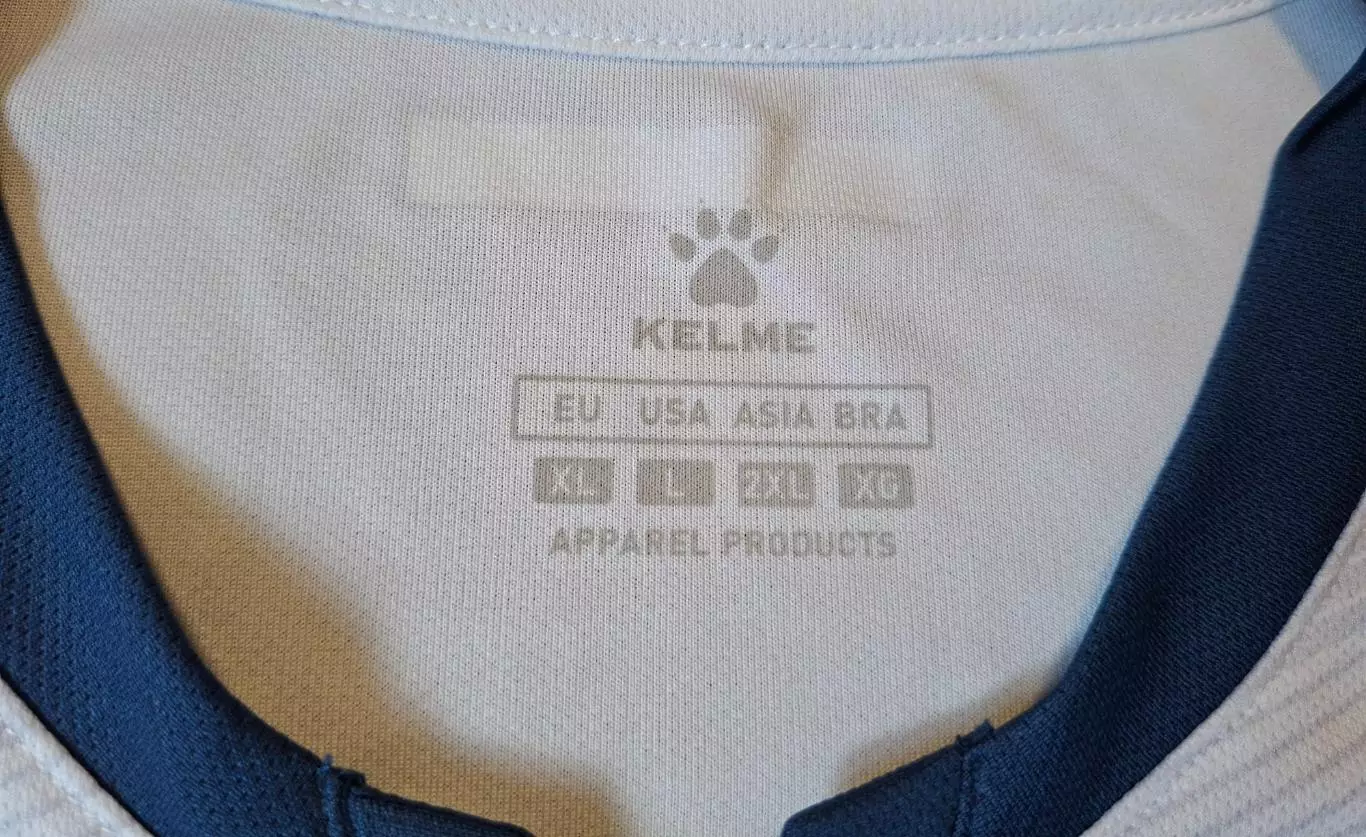 KELME
EU USA ASIA BRA
XL L 2XL XG
APPAREL PRODUCTS